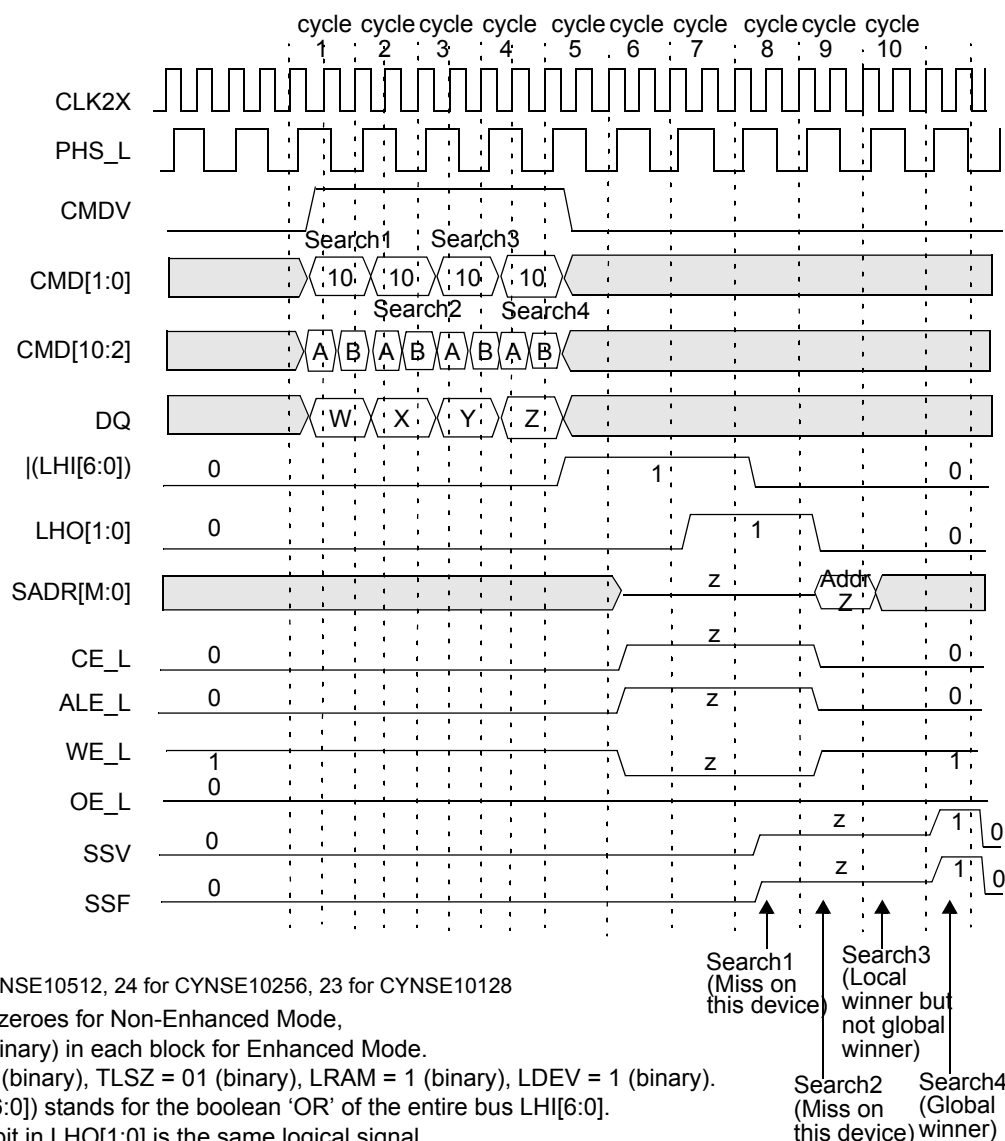 cycle cycle cycle cycle cycle cycle cycle cycle cycle cycle
1 2 3 4 5 6 7 8 9 10
CLK2X
PHS_L
CMDV
Search1 Search3
CMD[1:0] 10 10 10 10
Search2 Search4
CMD[10:2] A B A B A B A B
DQ W X Y Z
|(LHI[6:0]) 0 1 0
LHO[1:0] 0 1 0
SADR[M:0] z Addr
Z
CE_L 0 z 0
ALE_L 0 z 0
WE_L 1 z 1
OE_L 0
SSV 0 z 1 0
SSF 0 z 1 0
Search1
(Miss on
this device)
Search3
(Local
winner but
not global
winner)
Search2
(Miss on
this device)
Search4
(Global
winner)
NSE10512, 24 for CYNSE10256, 23 for CYNSE10128
zeroes for Non-Enhanced Mode,
inary) in each block for Enhanced Mode.
(binary), TLSZ = 01 (binary), LRAM = 1 (binary), LDEV = 1 (binary).
6:0]) stands for the boolean ‘OR’ of the entire bus LHI[6:0].
bit in LHO[1:0] is the same logical signal.